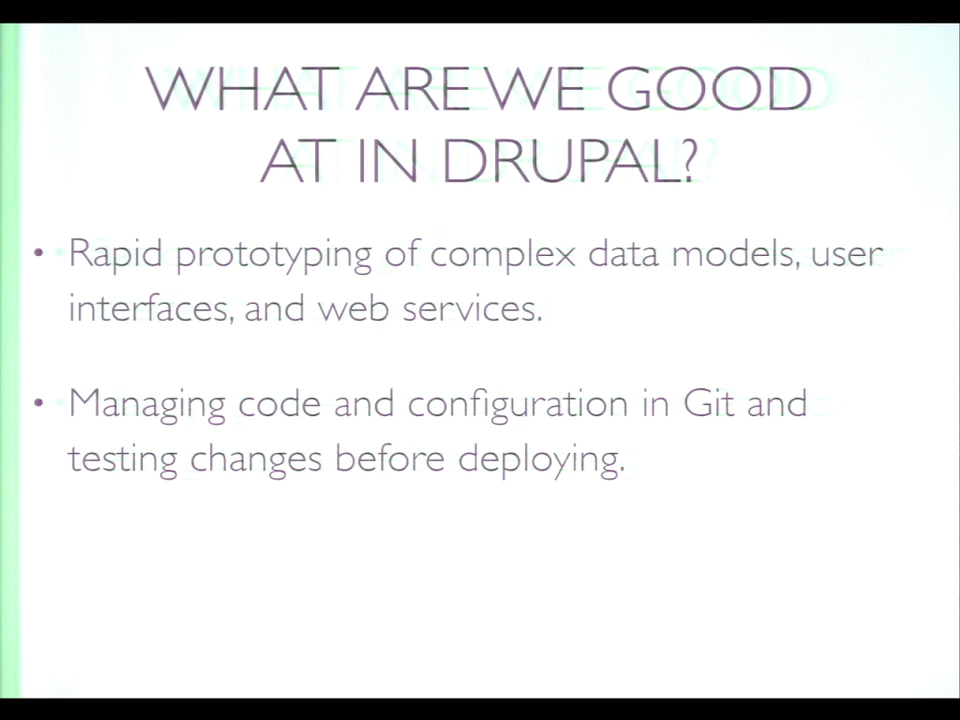 WHAT ARE WE GOOD
AT IN DRUPAL?
• Rapid prototyping of complex data models, user
interfaces, and web services.
• Managing code and configuration in Git and
testing changes before deploying.